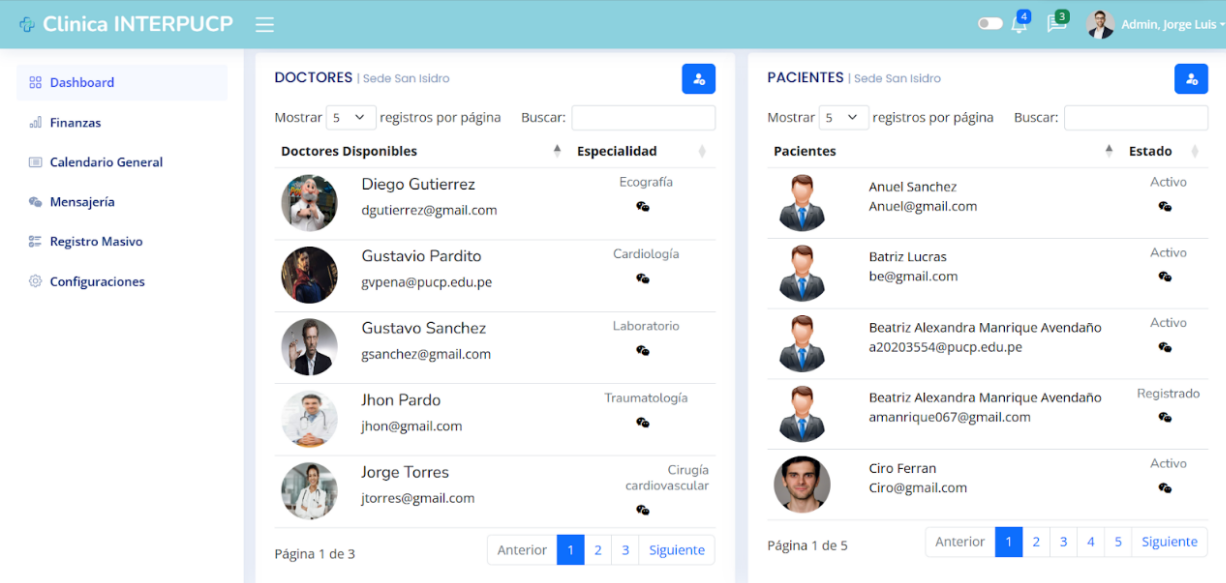 Clinica INTERPUCP
4
3
Admin, Jorge Luis
Dashboard
Finanzas
Calendario General
Mensajería
Registro Masivo
Configuraciones
DOCTORES | Sede San Isidro
Mostrar 5 registros por página Buscar:
Doctores Disponibles Especialidad
Diego Gutierrez Ecografía
dgutierrez@gmail.com
Gustavio Pardito Cardiología
gvpena@pucp.edu.pe
Gustavo Sanchez Laboratorio
gsanchez@gmail.com
Jhon Pardo Traumatología
jhon@gmail.com
Jorge Torres Cirugía
jtorres@gmail.com cardiovascular
Página 1 de 3 Anterior 1 2 3 Siguiente
PACIENTES | Sede San Isidro
Mostrar 5 registros por página Buscar:
Pacientes Estado
Anuel Sanchez Activo
Anuel@gmail.com
Batriz Lucras Activo
be@gmail.com
Beatriz Alexandra Manrique Avendaño Activo
a20203554@pucp.edu.pe
Beatriz Alexandra Manrique Avendaño Registrado
amanrique067@gmail.com
Ciro Ferran Activo
Ciro@gmail.com
Página 1 de 5 Anterior 1 2 3 4 5 Siguiente